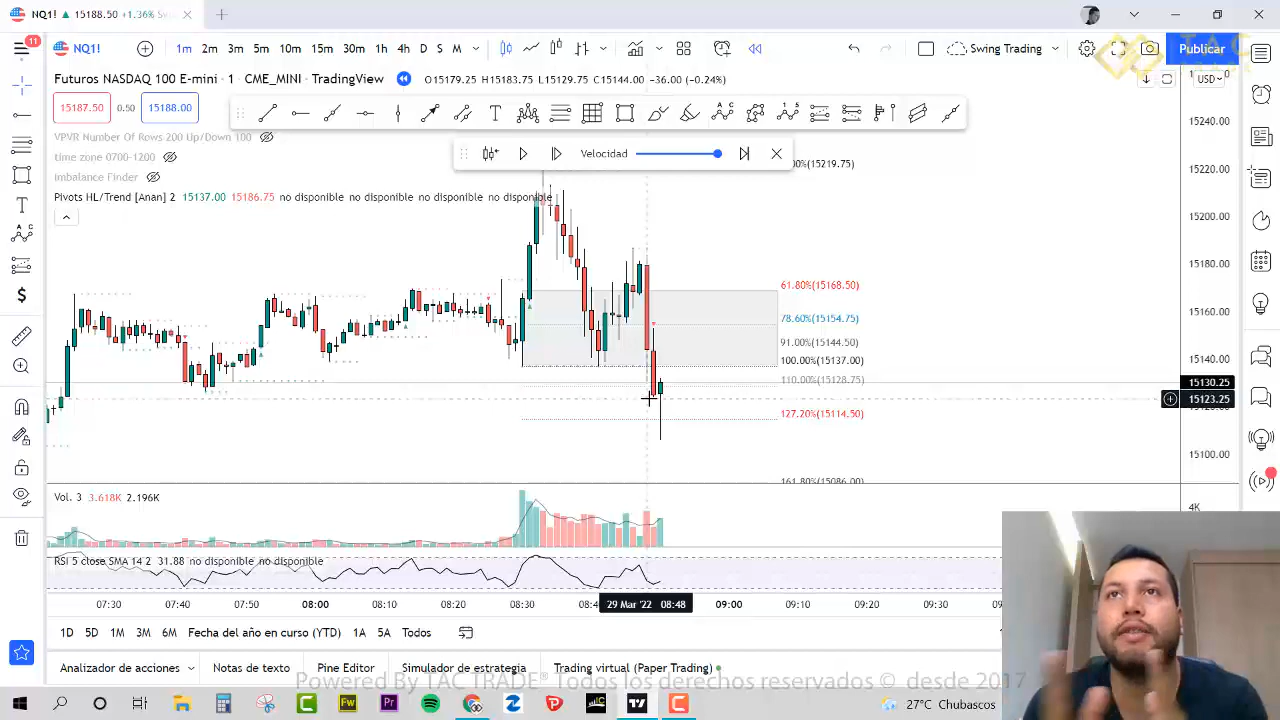 NQ1! ▲ 15188.50 +1.36%
11
NQ1!
1m 2m 3m 5m 10m 15m 30m 1h 4h D S M
Swing Trading
Publicar
Futuros NASDAQ 100 E-mini · 1 · CME_MINI · TradingView
O15179.25 H15183.75 L15129.75 C15144.00 −36.00 (−0.24%)
USD
15187.50 0.50 15188.00
VPVR Number Of Rows 200 Up/Down 100
time zone 0700-1200
Imbalance Finder
Pivots HL/Trend [Anan] 2 15137.00 15186.75 no disponible no disponible no disponible no disponible
Velocidad
(15219.75)
61.80%(15168.50)
78.60%(15154.75)
91.00%(15144.50)
100.00%(15137.00)
110.00%(15128.75)
127.20%(15114.50)
161.80%(15086.00)
15240.00
15220.00
15200.00
15180.00
15160.00
15140.00
15130.25
15123.25
15100.00
4K
Vol. 3 3.618K 2.196K
RSI 5 close SMA 14 2 31.88 no disponible no disponible
07:30 07:40 07:50 08:00 08:10 08:20 08:30 29 Mar '22 08:48 09:00 09:10 09:20 09:30
1D 5D 1M 3M 6M Fecha del año en curso (YTD) 1A 5A Todos
Analizador de acciones Notas de texto Pine Editor Simulador de estrategia Trading virtual (Paper Trading)
Powered By TAC TRADE® Todos los derechos reservados © desde 2017
27°C Chubascos